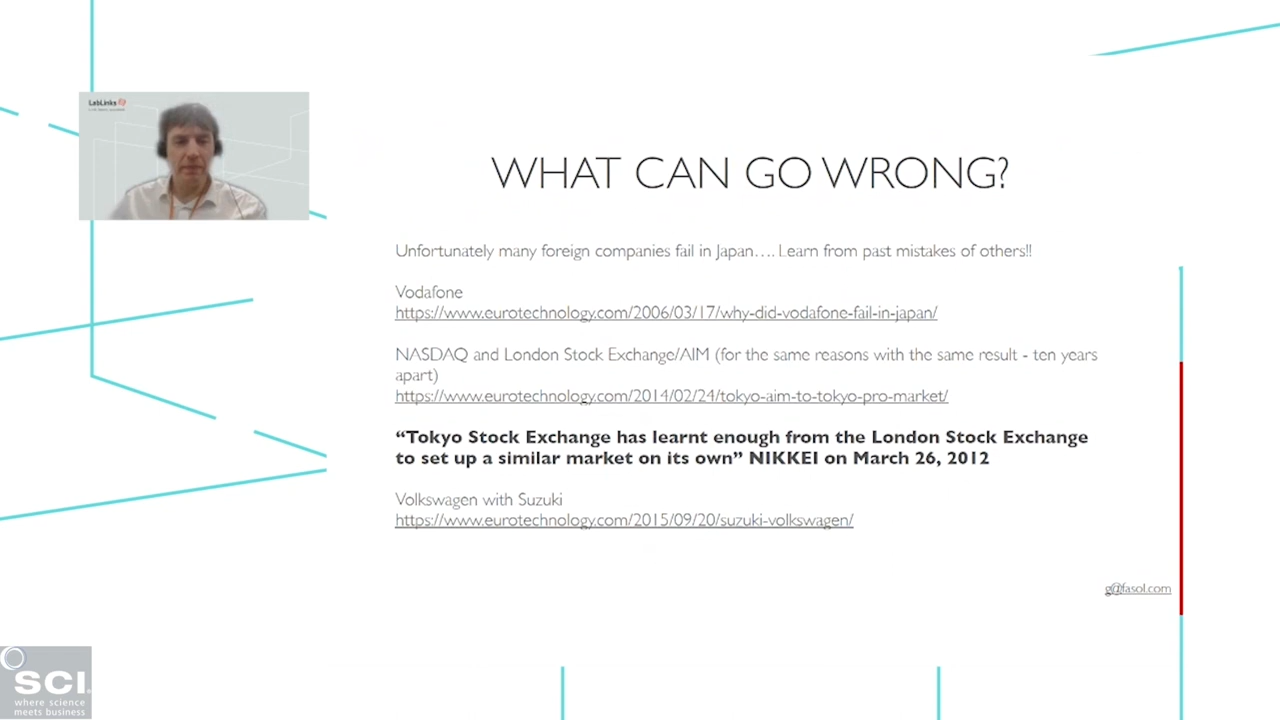 LabLinks
WHAT CAN GO WRONG?
Unfortunately many foreign companies fail in Japan…. Learn from past mistakes of others!!
Vodafone
https://www.eurotechnology.com/2006/03/17/why-did-vodafone-fail-in-japan/
NASDAQ and London Stock Exchange/AIM (for the same reasons with the same result - ten years
apart)
https://www.eurotechnology.com/2014/02/24/tokyo-aim-to-tokyo-pro-market/
“Tokyo Stock Exchange has learnt enough from the London Stock Exchange
to set up a similar market on its own” NIKKEI on March 26, 2012
Volkswagen with Suzuki
https://www.eurotechnology.com/2015/09/20/suzuki-volkswagen/
g@fasol.com
SCI
where science
meets business